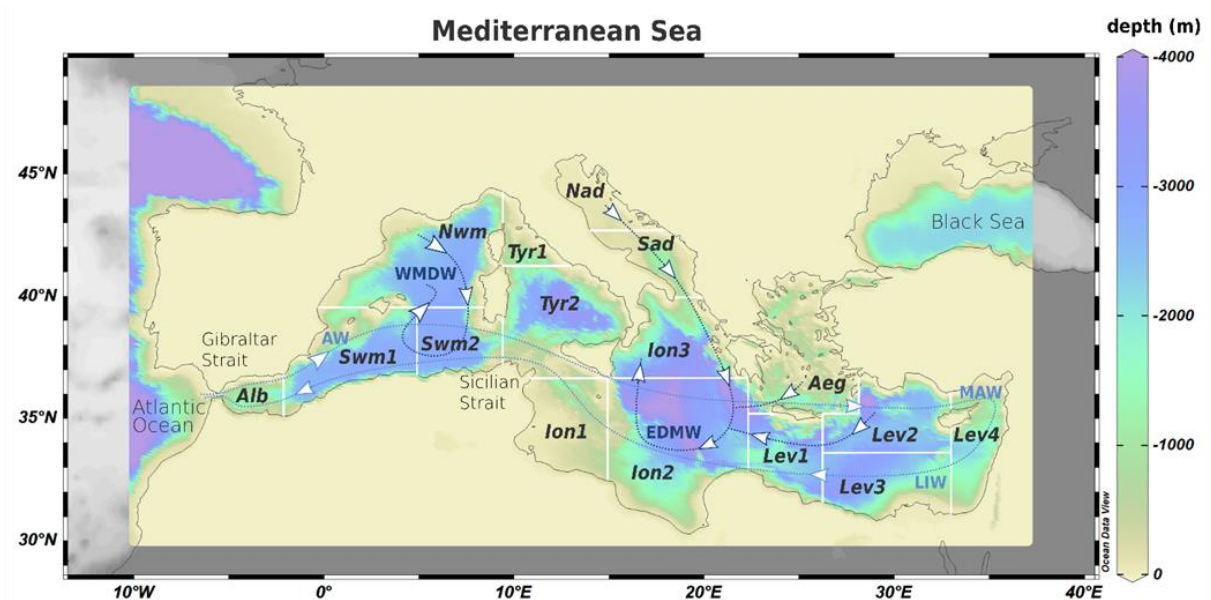 Mediterranean Sea
depth (m)
-4000
-3000
-2000
-1000
0
45°N
40°N
35°N
30°N
10°W
0°
10°E
20°E
30°E
40°E
Nad
Sad
Nwm
Tyr1
WMDW
Tyr2
Black Sea
Gibraltar
Strait
AW
Swm1
Swm2
Ion3
Sicilian
Strait
Alb
Aeg
MAW
Atlantic
Ocean
Ion1
EDMW
Lev1
Lev2
Lev4
Ion2
Lev3
LIW
Ocean Data View